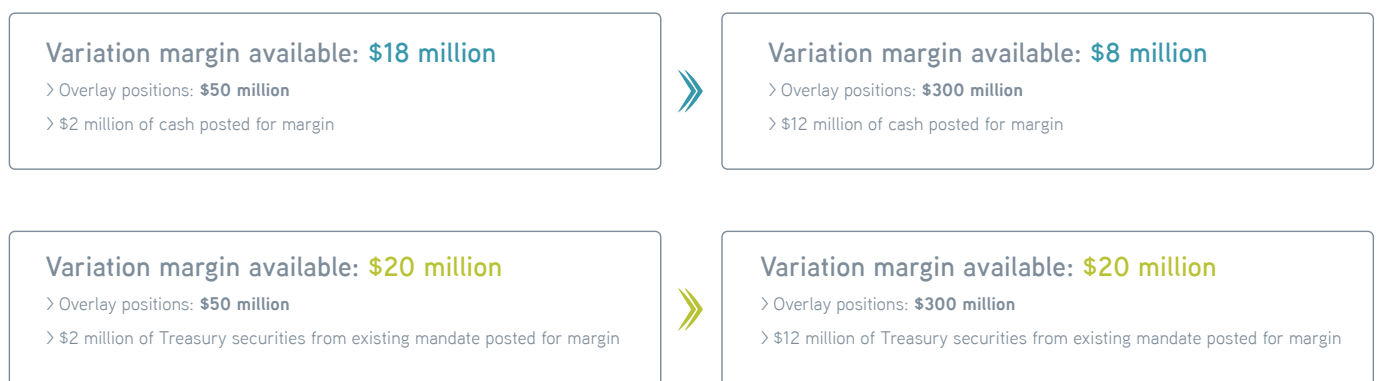 Variation margin available: $18 million
> Overlay positions: $50 million
> $2 million of cash posted for margin
Variation margin available: $8 million
> Overlay positions: $300 million
> $12 million of cash posted for margin
Variation margin available: $20 million
> Overlay positions: $50 million
> $2 million of Treasury securities from existing mandate posted for margin
Variation margin available: $20 million
> Overlay positions: $300 million
> $12 million of Treasury securities from existing mandate posted for margin